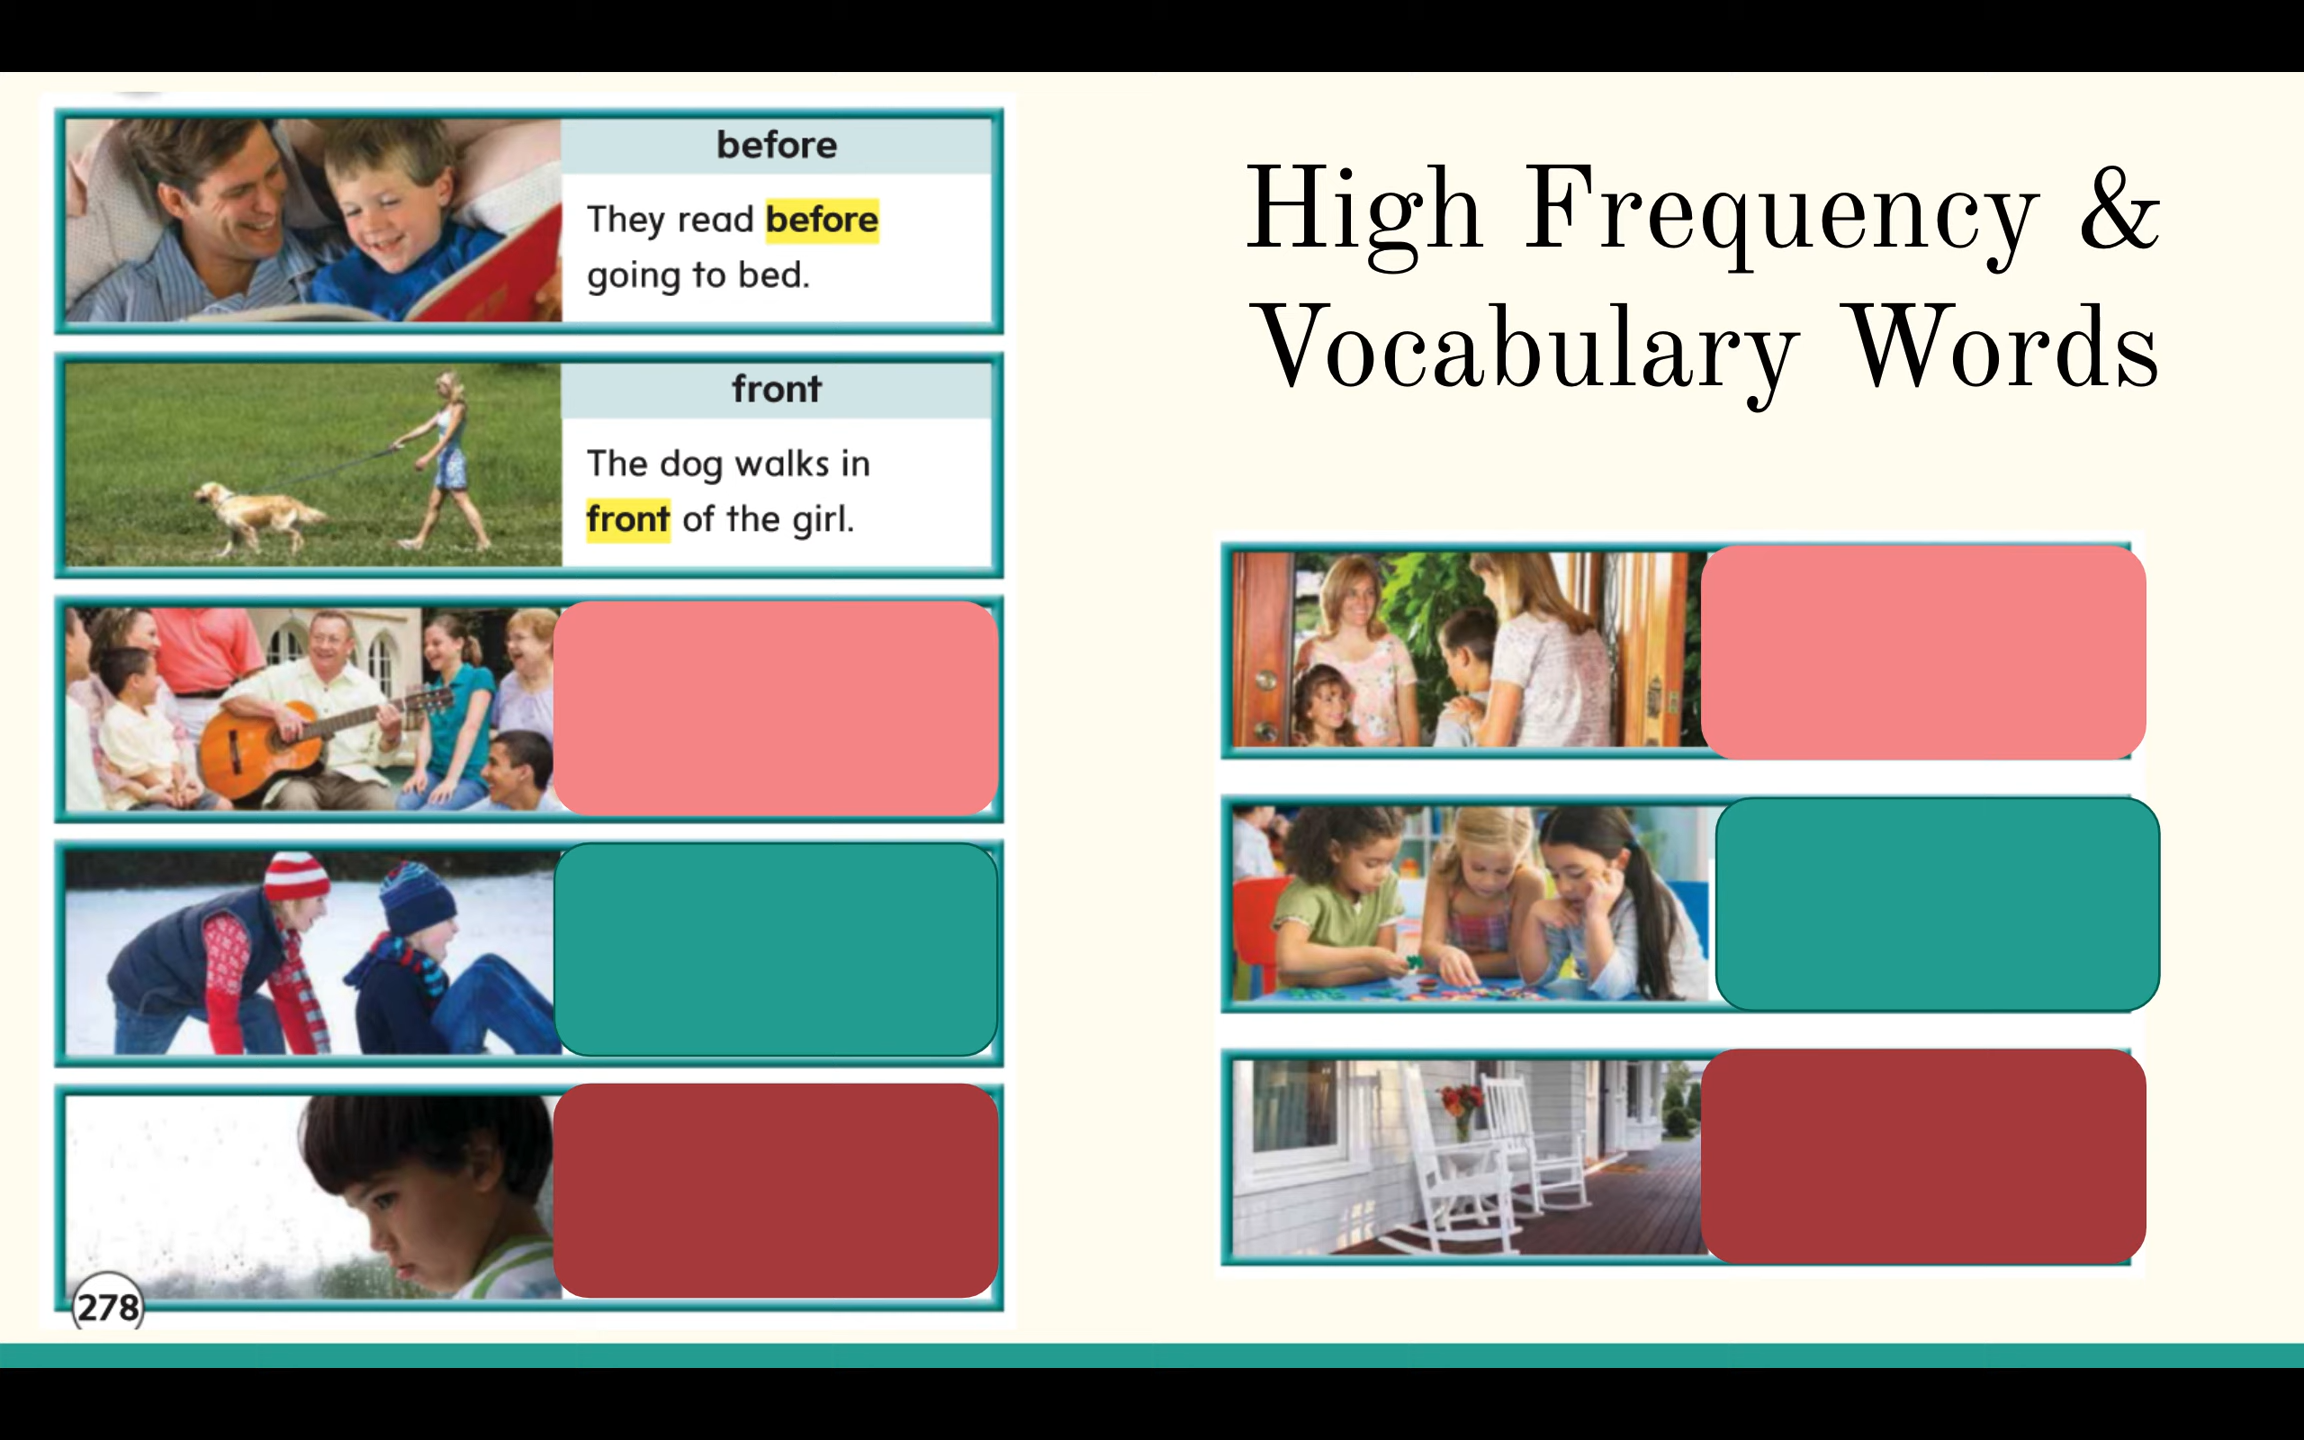 before
They read before
going to bed.
front
The dog walks in
front of the girl.
278
High Frequency &
Vocabulary Words